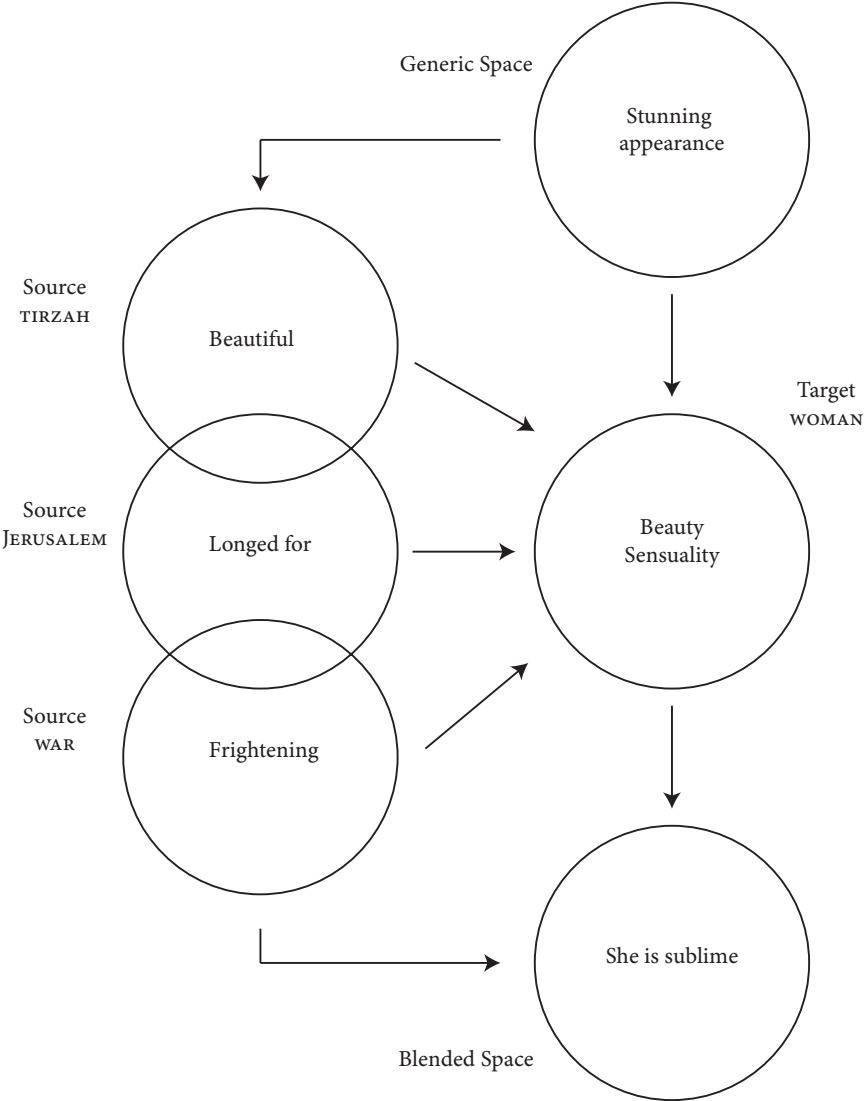 Generic Space
Stunning
appearance
Source
TIRZAH
Beautiful
Target
WOMAN
Source
JERUSALEM
Longed for
Beauty
Sensuality
Source
WAR
Frightening
She is sublime
Blended Space